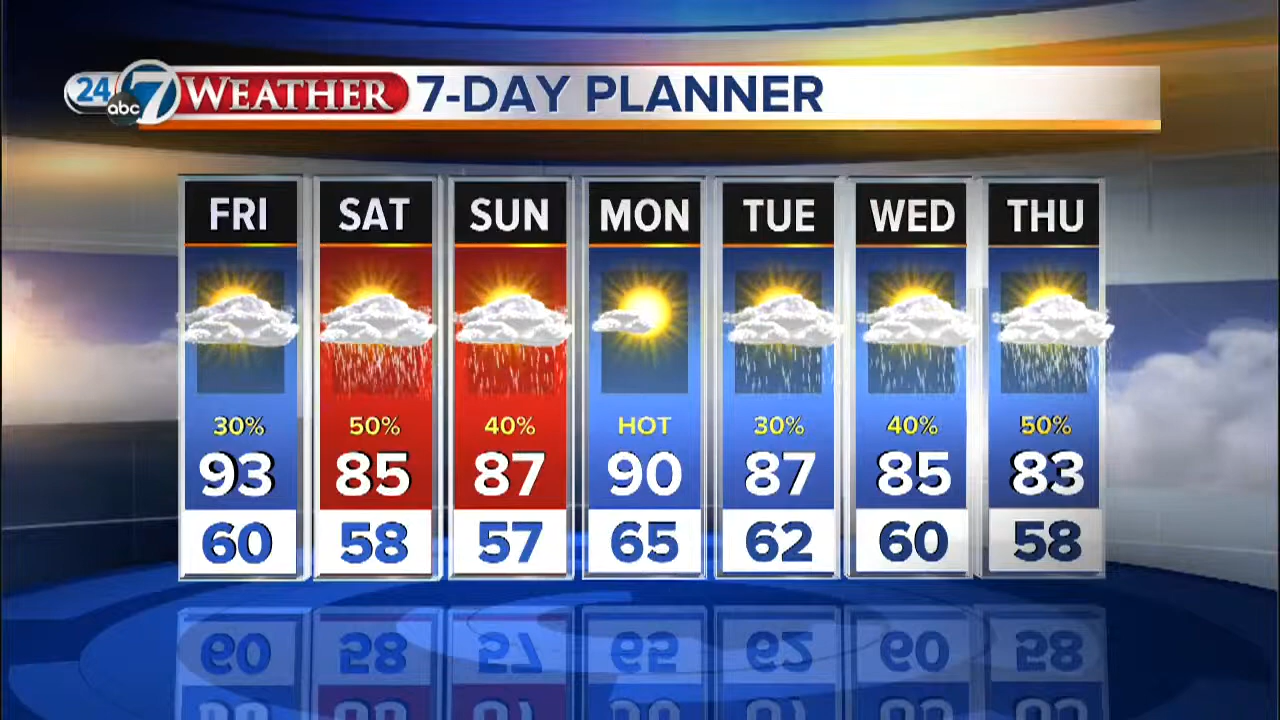 24
abc 7 WEATHER 7-DAY PLANNER
FRI SAT SUN MON TUE WED THU
30% 50% 40% HOT 30% 40% 50%
93 85 87 90 87 85 83
60 58 57 65 62 60 58